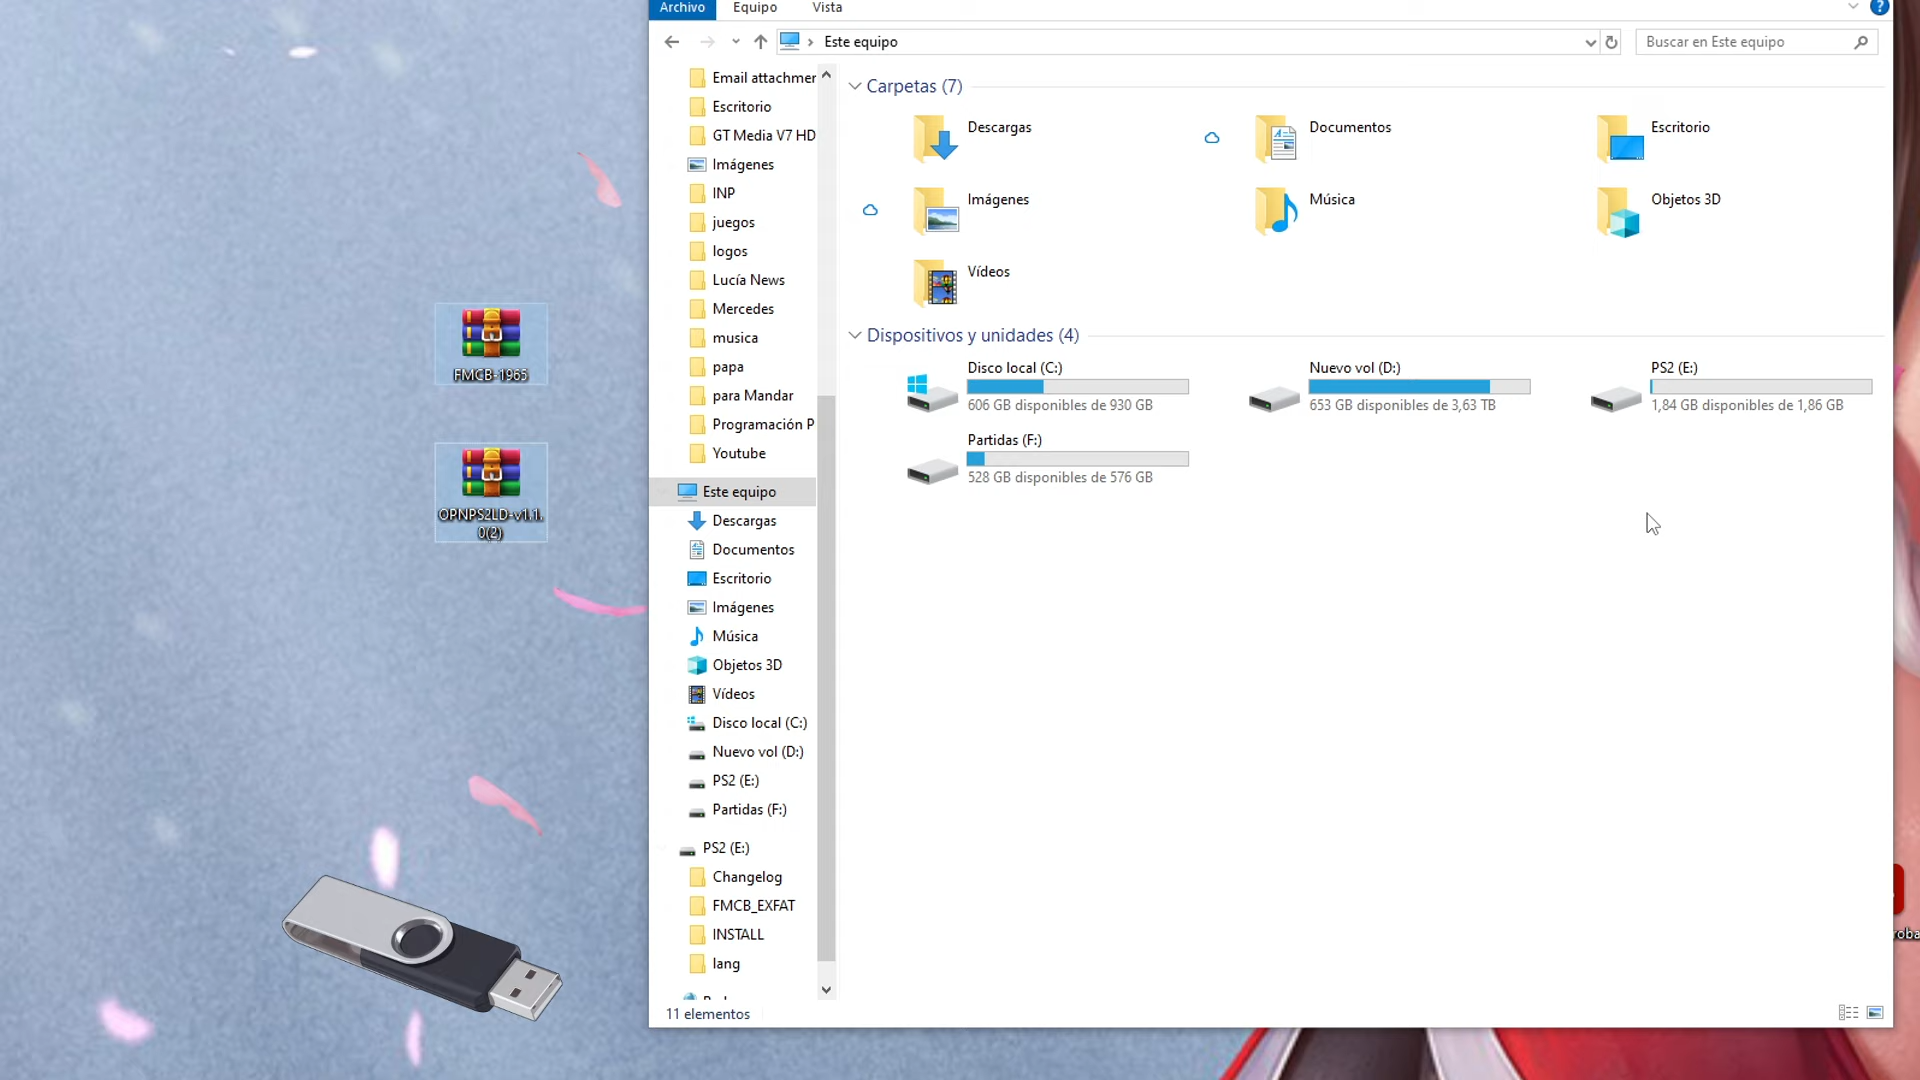 Archivo
Equipo
Vista
Este equipo
Buscar en Este equipo
Email attachmer
Escritorio
GT Media V7 HD
Imágenes
INP
juegos
logos
Lucía News
Mercedes
musica
papa
para Mandar
Programación P
Youtube
Este equipo
Descargas
Documentos
Escritorio
Imágenes
Música
Objetos 3D
Vídeos
Disco local (C:)
Nuevo vol (D:)
PS2 (E:)
Partidas (F:)
PS2 (E:)
Changelog
FMCB_EXFAT
INSTALL
lang
Carpetas (7)
Descargas
Documentos
Escritorio
Imágenes
Música
Objetos 3D
Vídeos
Dispositivos y unidades (4)
Disco local (C:)
606 GB disponibles de 930 GB
Nuevo vol (D:)
653 GB disponibles de 3,63 TB
PS2 (E:)
1,84 GB disponibles de 1,86 GB
Partidas (F:)
528 GB disponibles de 576 GB
11 elementos
FMCB-1965
OPNPS2LD-v1.1.
0(2)